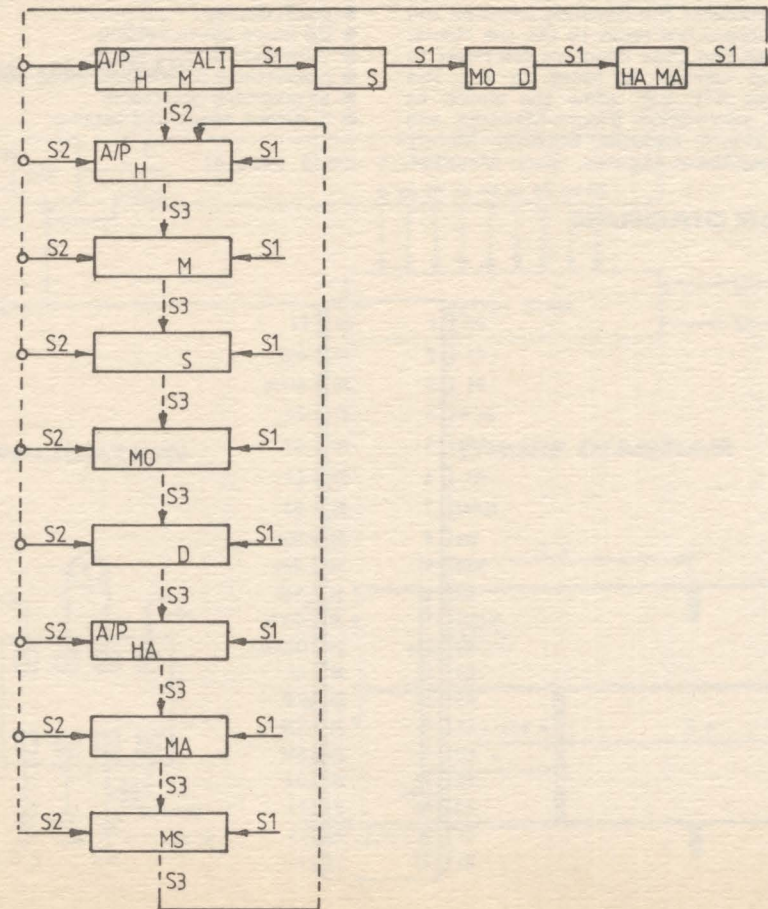 A/P ALI S1 S1 S1 S1
H M S MO D HA MA
S2
S2 A/P S1
H
S3
S2 M S1
S3
S2 S S1
S3
S2 MO S1
S3
S2 D S1
S3
S2 A/P S1
HA
S3
S2 MA S1
S3
S2 MS S1
S3